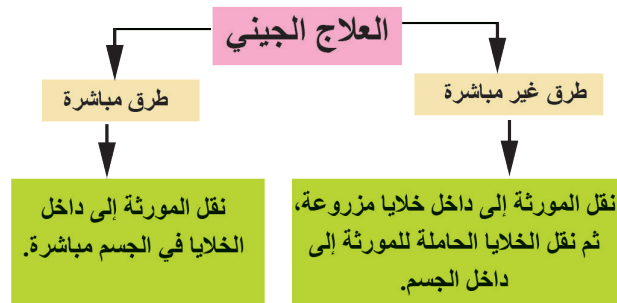 العلاج الجيني
طرق غير مباشرة
نقل المورثة إلى داخل خلايا مزروعة،
ثم نقل الخلايا الحاملة للمورثة إلى
داخل الجسم.
طرق مباشرة
نقل المورثة إلى داخل
الخلايا في الجسم مباشرة.